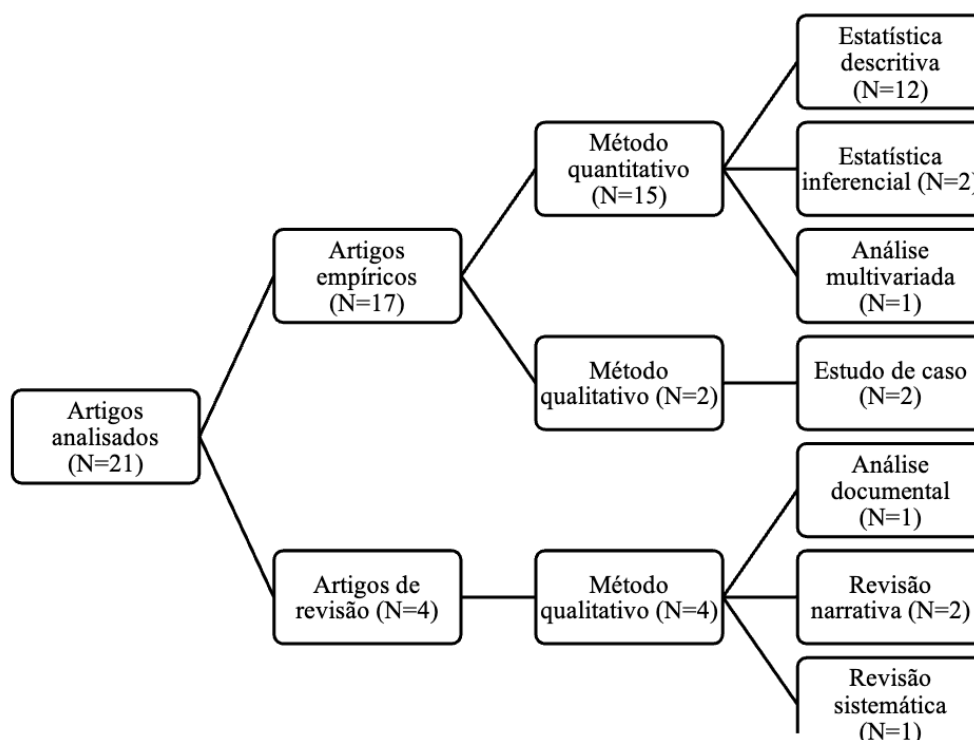 Estatística
descritiva
(N=12)
Método
quantitativo
(N=15)
Estatística
inferencial (N=2)
Artigos
empíricos
(N=17)
Análise
multivariada
(N=1)
Método
qualitativo (N=2)
Estudo de caso
(N=2)
Artigos
analisados
(N=21)
Análise
documental
(N=1)
Artigos de
revisão (N=4)
Método
qualitativo (N=4)
Revisão
narrativa (N=2)
Revisão
sistemática
(N=1)